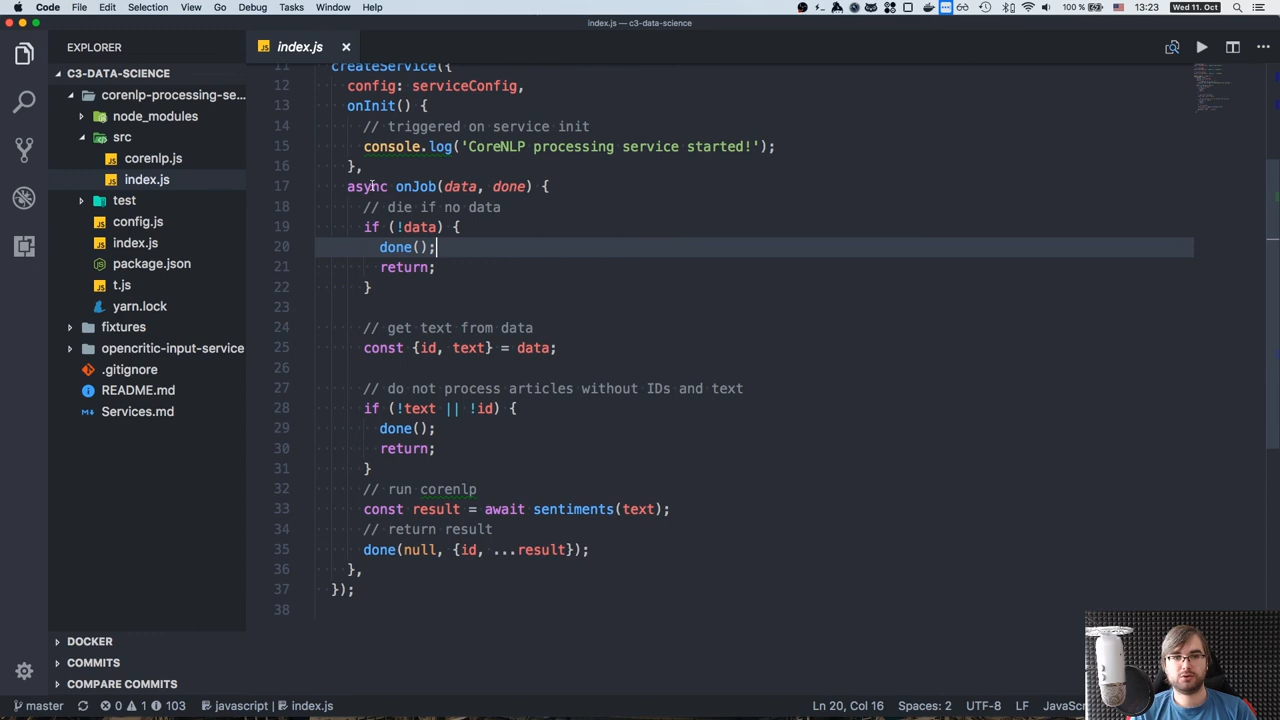 Code File Edit Selection View Go Debug Tasks Window Help 100 % 13:23 Wed 11. Oct
index.js — c3-data-science
EXPLORER
C3-DATA-SCIENCE
corenlp-processing-se...
node_modules
src
corenlp.js
index.js
test
config.js
index.js
package.json
t.js
yarn.lock
fixtures
opencritic-input-service
.gitignore
README.md
Services.md
DOCKER
COMMITS
COMPARE COMMITS
index.js
11 createService({
12 config: serviceConfig,
13 onInit() {
14 // triggered on service init
15 console.log('CoreNLP processing service started!');
16 },
17 async onJob(data, done) {
18 // die if no data
19 if (!data) {
20 done();
21 return;
22 }
23
24 // get text from data
25 const {id, text} = data;
26
27 // do not process articles without IDs and text
28 if (!text || !id) {
29 done();
30 return;
31 }
32 // run corenlp
33 const result = await sentiments(text);
34 // return result
35 done(null, {id, ...result});
36 },
37 });
38
master 0 1 103 javascript | index.js Ln 20, Col 16 Spaces: 2 UTF-8 LF JavaSc